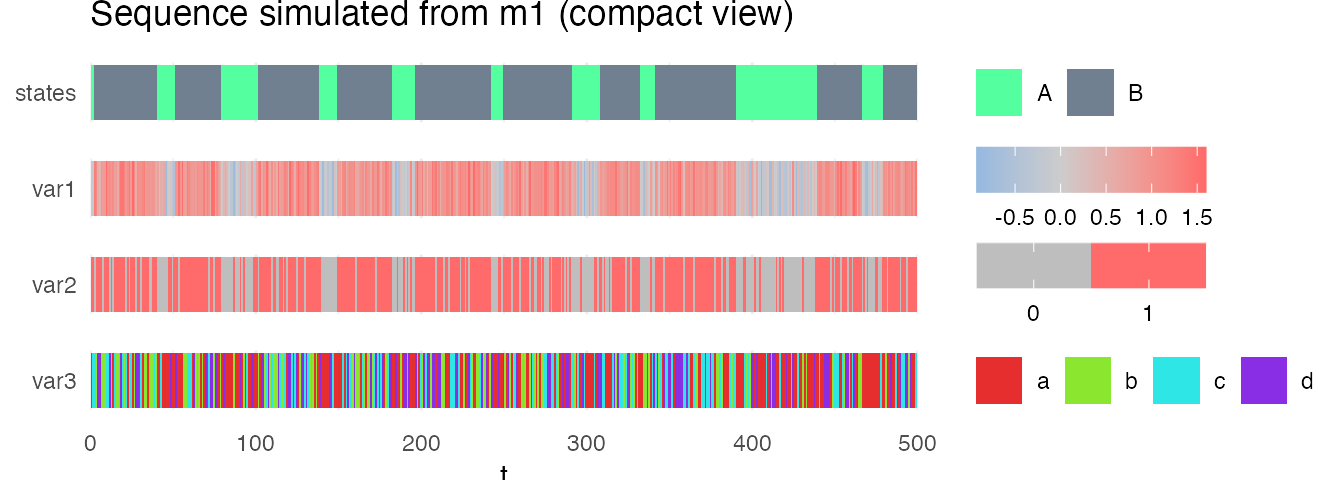 Sequence simulated from m1 (compact view)
states
A B
var1
-0.5 0.0 0.5 1.0 1.5
var2
0 1
var3
a b c d
0 100 200 300 400 500
t